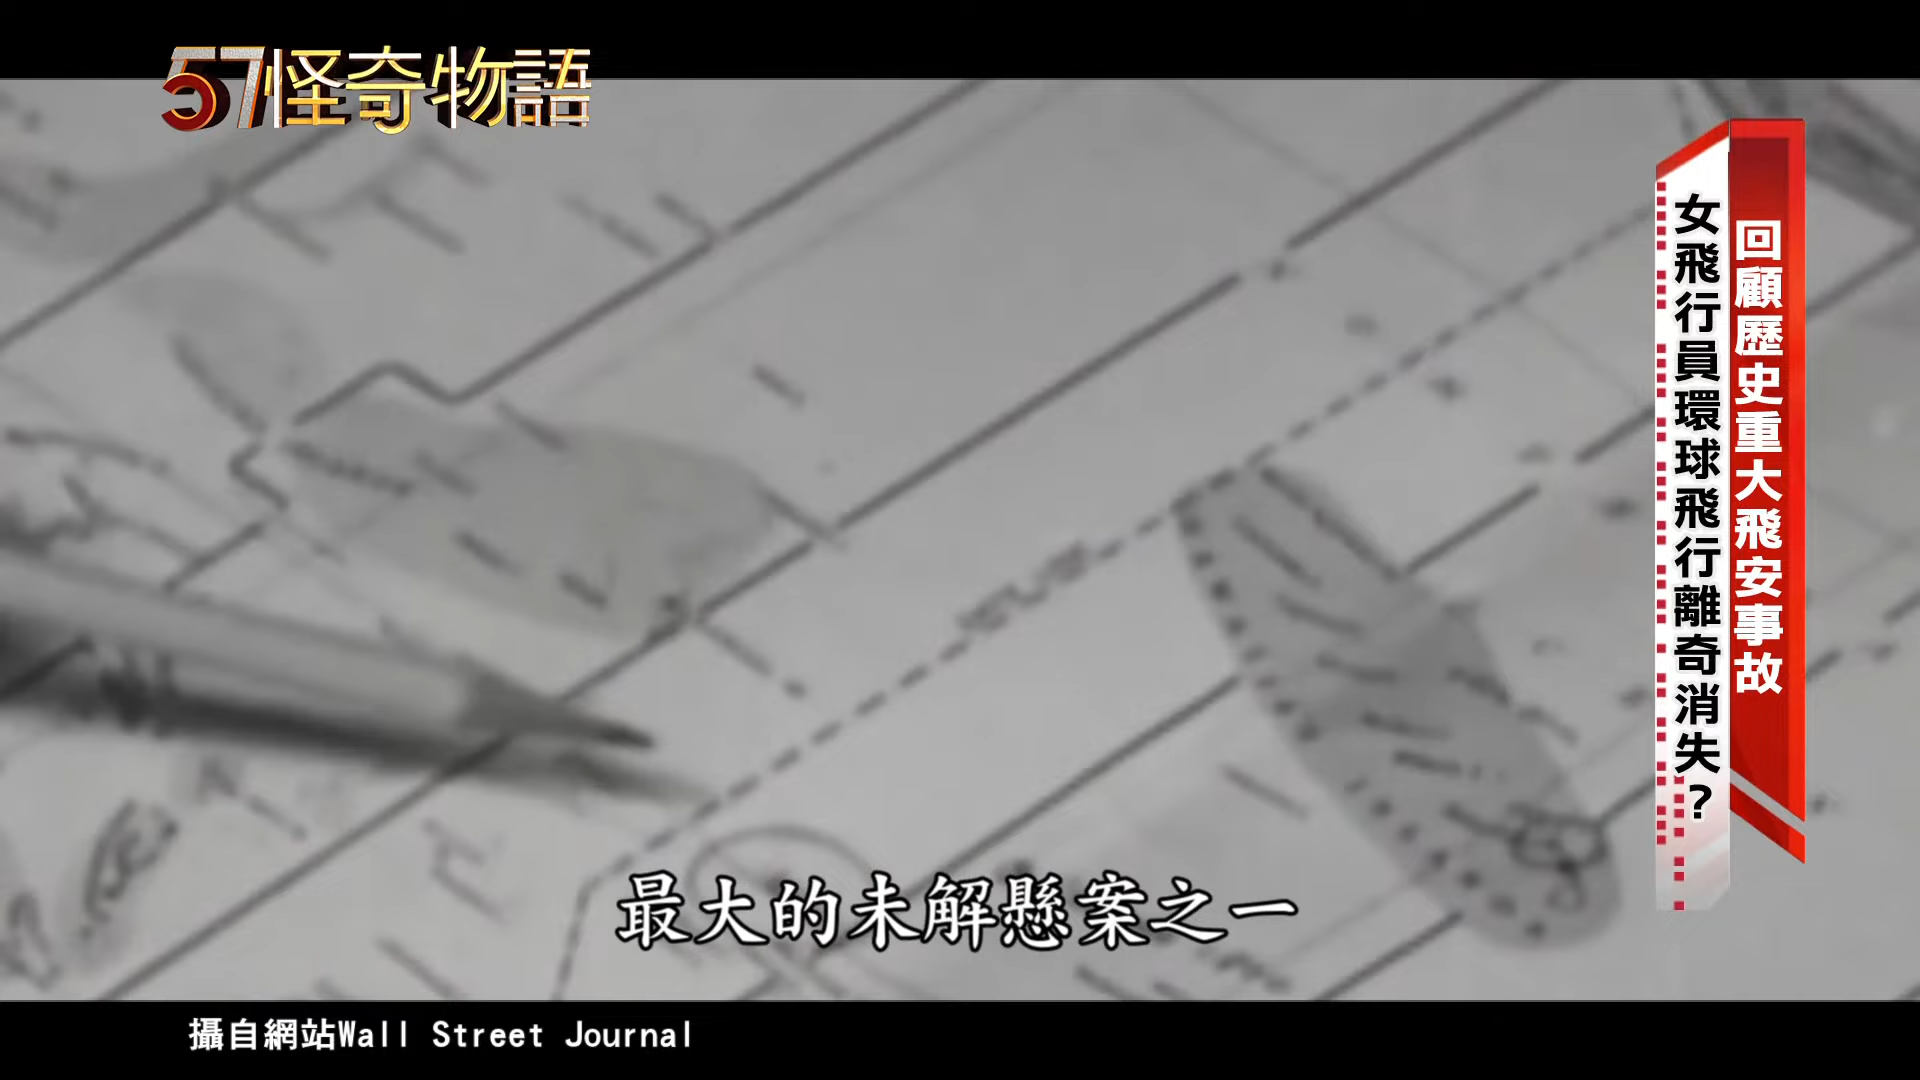 57怪奇物語
回顧歷史重大飛安事故
女飛行員環球飛行離奇消失?
最大的未解懸案之一
攝自網站Wall Street Journal